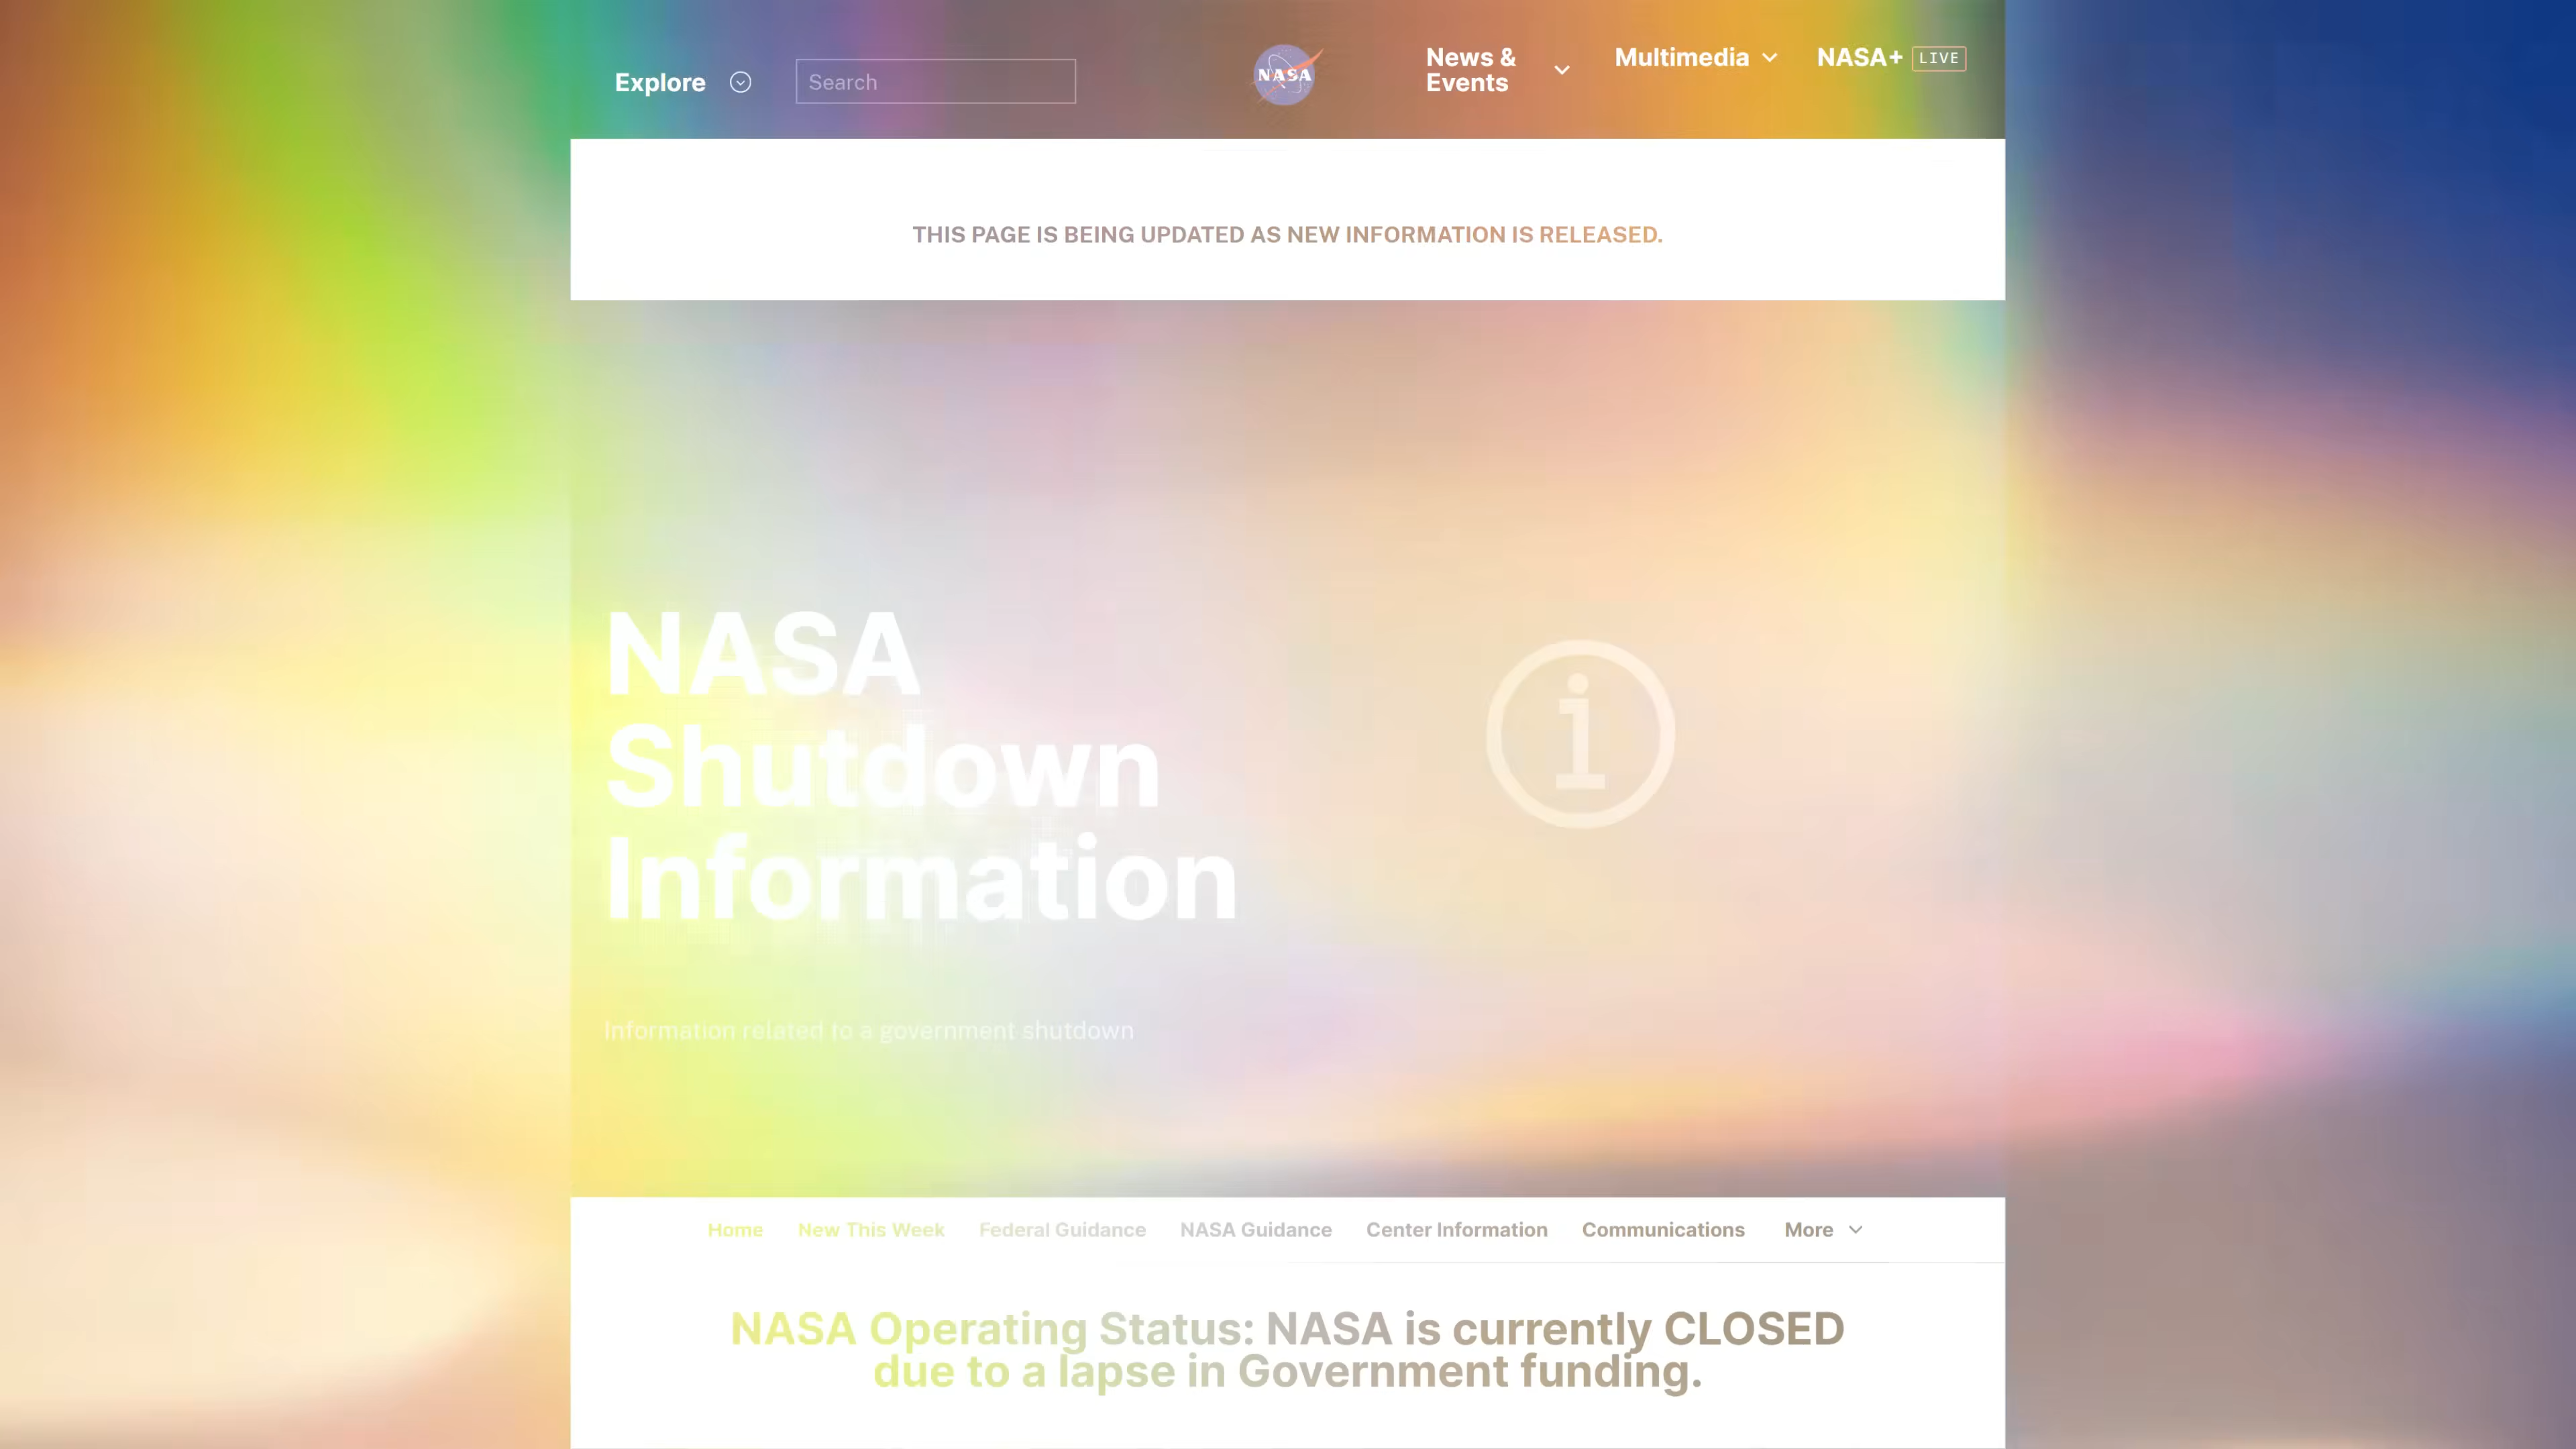 Explore
Search
NASA
News &
Events
Multimedia
NASA+ LIVE
THIS PAGE IS BEING UPDATED AS NEW INFORMATION IS RELEASED.
NASA
Shutdown
Information
i
Information related to a government shutdown
Home New This Week Federal Guidance NASA Guidance Center Information Communications More
NASA Operating Status: NASA is currently CLOSED
due to a lapse in Government funding.